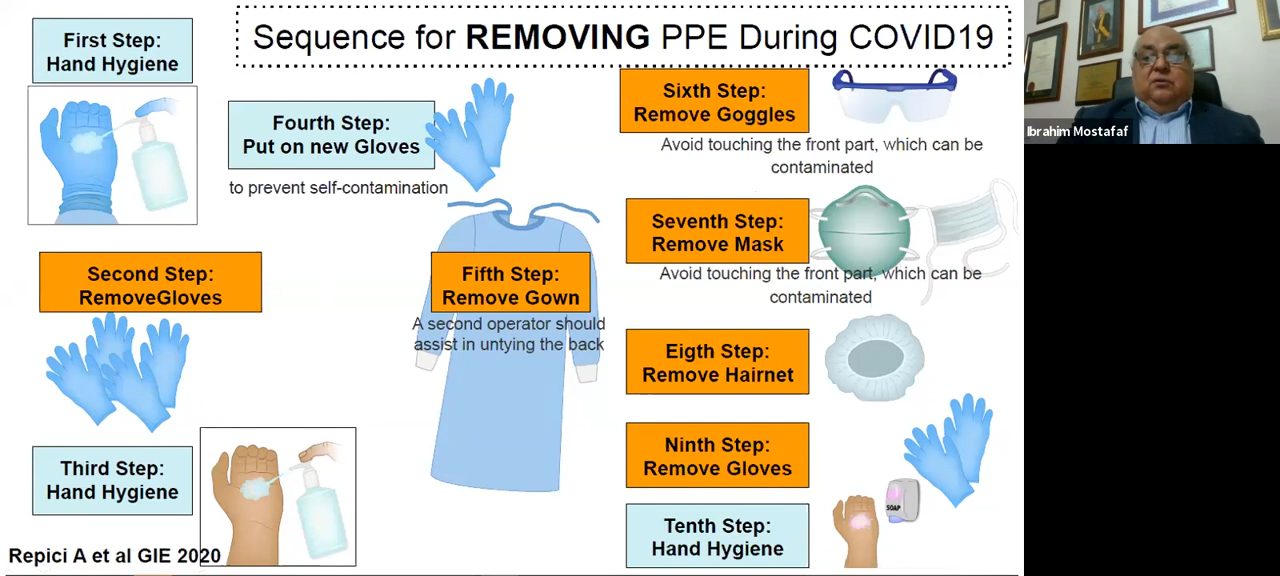 Sequence for REMOVING PPE During COVID19
First Step:
Hand Hygiene
Second Step:
RemoveGloves
Third Step:
Hand Hygiene
Repici A et al GIE 2020
Fourth Step:
Put on new Gloves
to prevent self-contamination
Fifth Step:
Remove Gown
A second operator should
assist in untying the back
Sixth Step:
Remove Goggles
Avoid touching the front part, which can be
contaminated
Seventh Step:
Remove Mask
Avoid touching the front part, which can be
contaminated
Eigth Step:
Remove Hairnet
Ninth Step:
Remove Gloves
SOAP
Tenth Step:
Hand Hygiene
Ibrahim Mostafaf